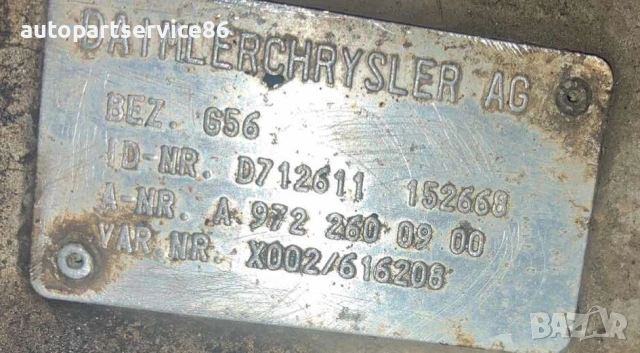 autopartservice86
DAIMLERCHRYSLER AG
BEZ. G56
ID-NR. D712611 152668
A-NR. A 972 260 09 00
VAR.NR. X002/616208
BAZAR